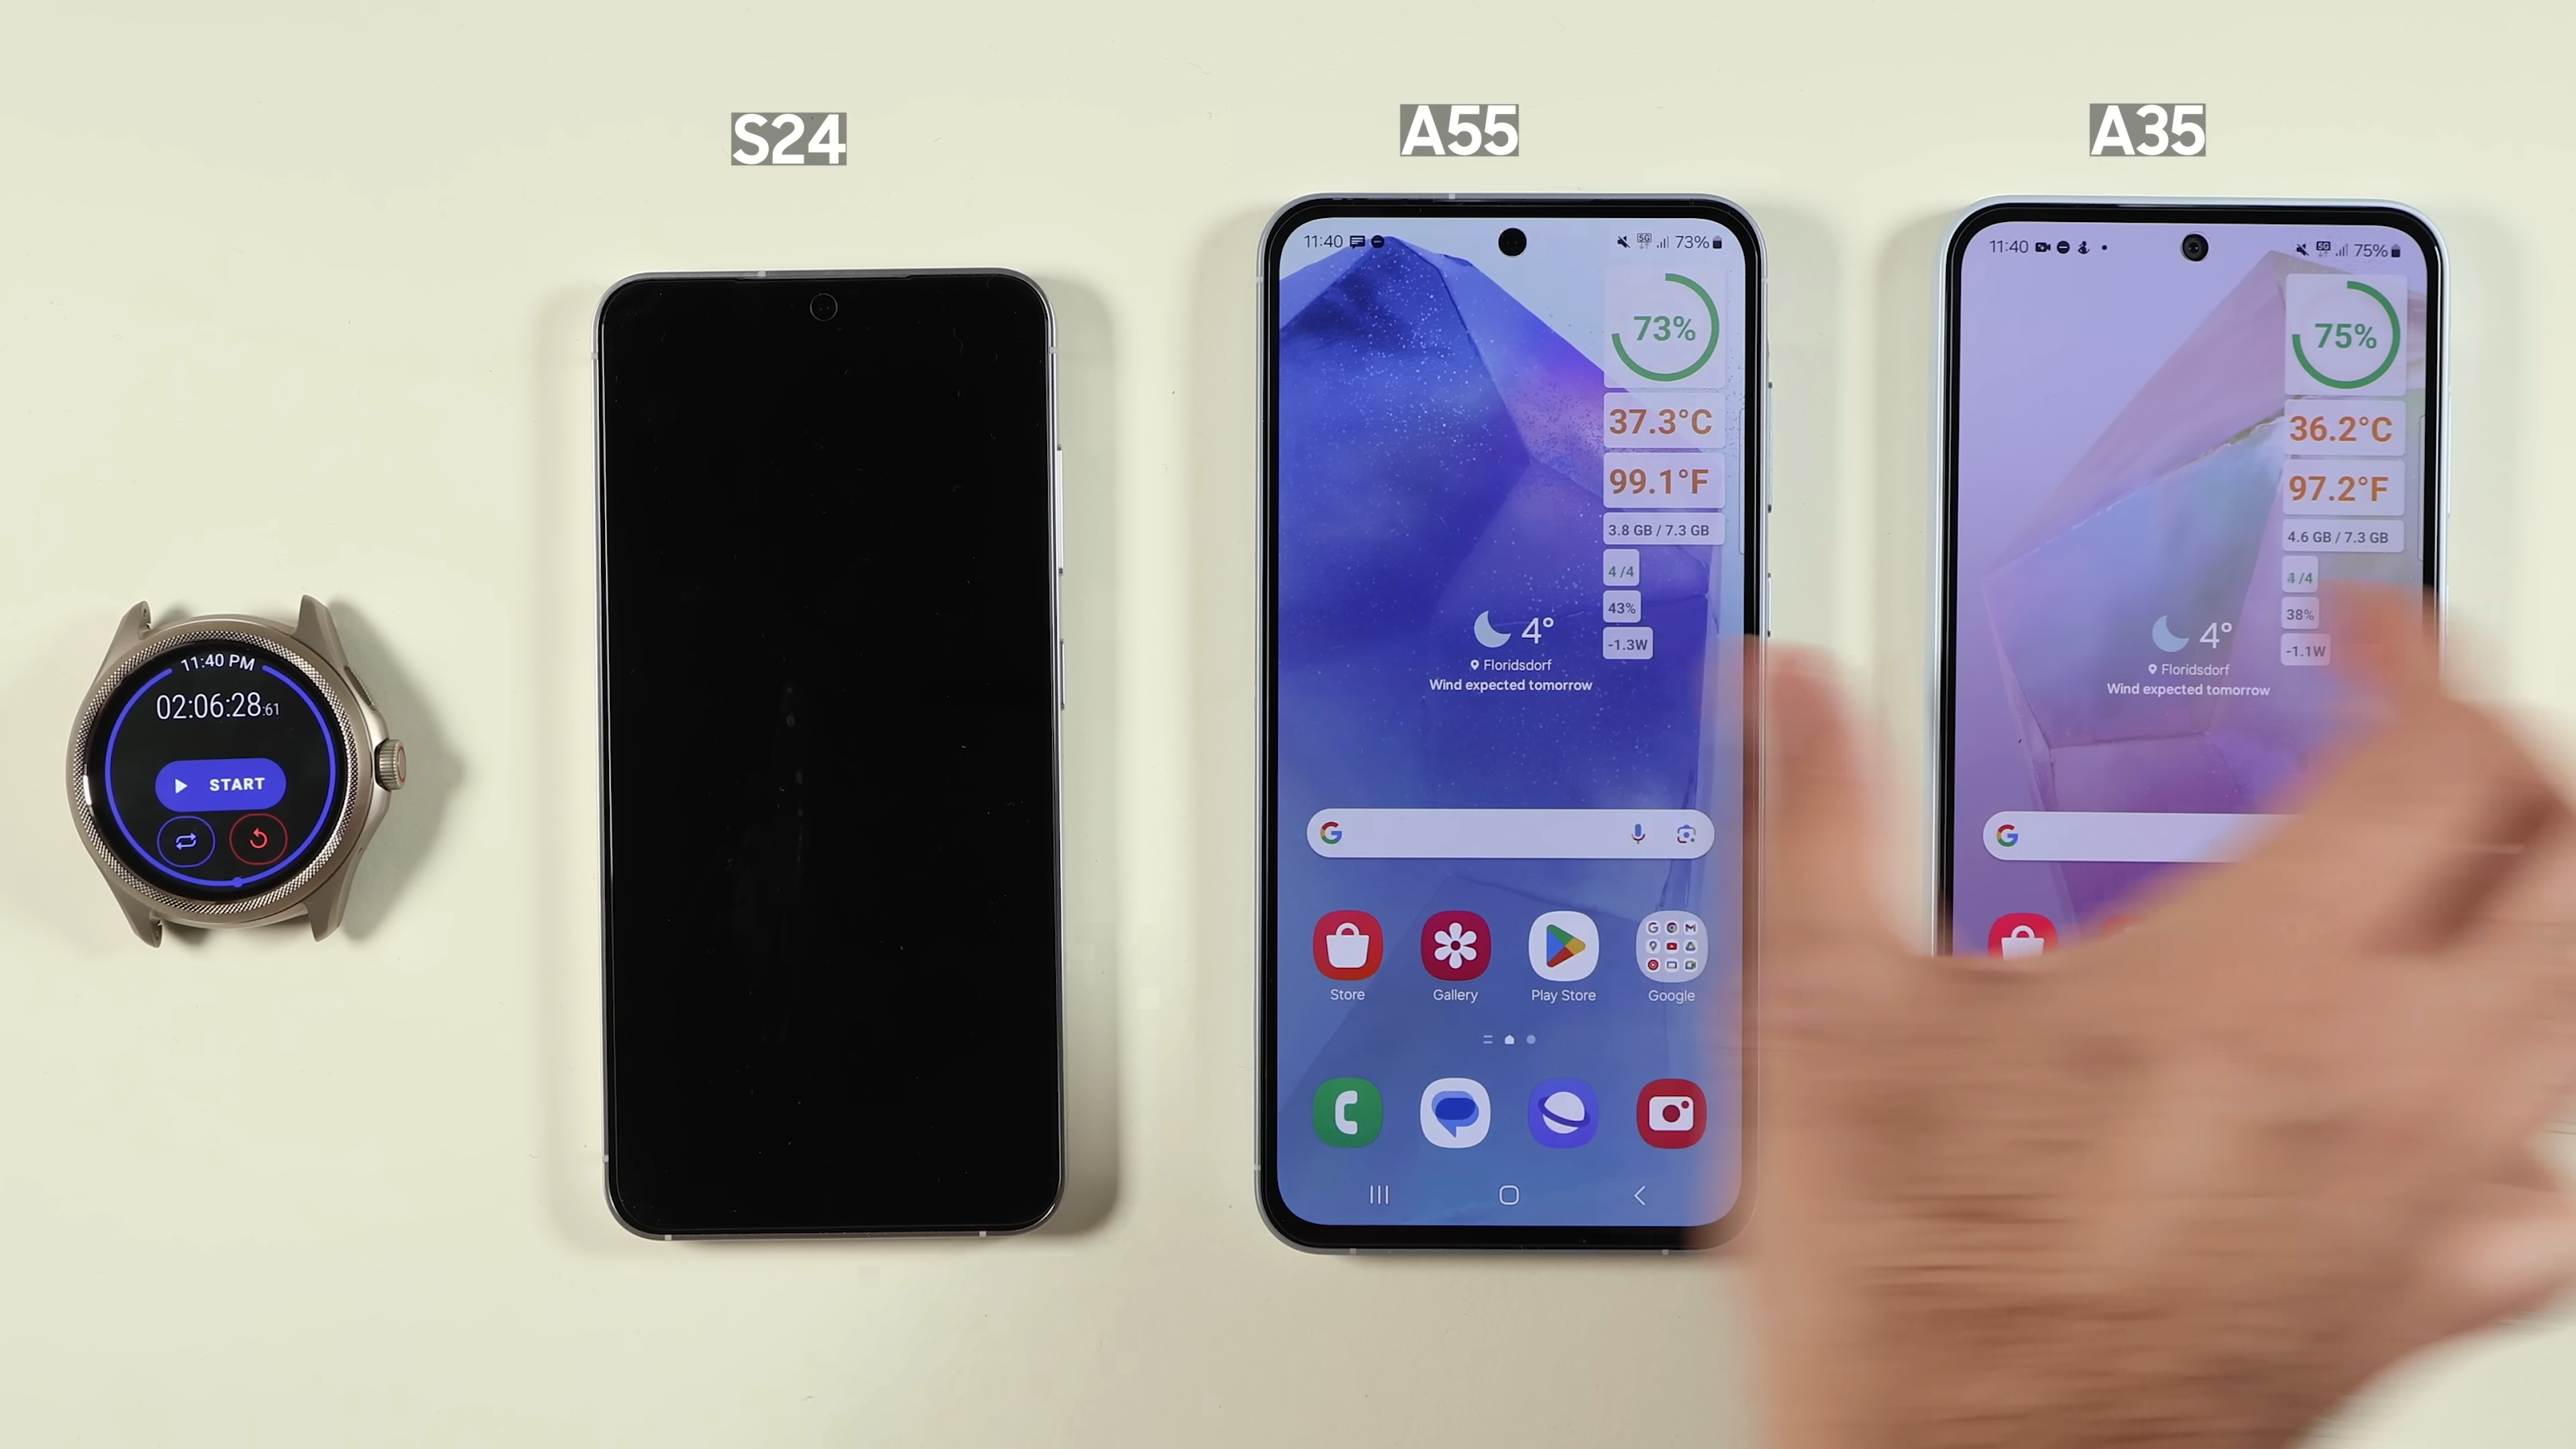 S24
A55
A35
11:40 PM
02:06:28:61
START
11:40
5G
73%
73%
37.3°C
99.1°F
3.8 GB / 7.3 GB
4 /4
43%
-1.3W
4°
Floridsdorf
Wind expected tomorrow
G
Store
Gallery
Play Store
Google
11:40
5G
75%
75%
36.2°C
97.2°F
4.6 GB / 7.3 GB
/4
38%
-1.1W
4°
Floridsdorf
Wind expected tomorrow
G